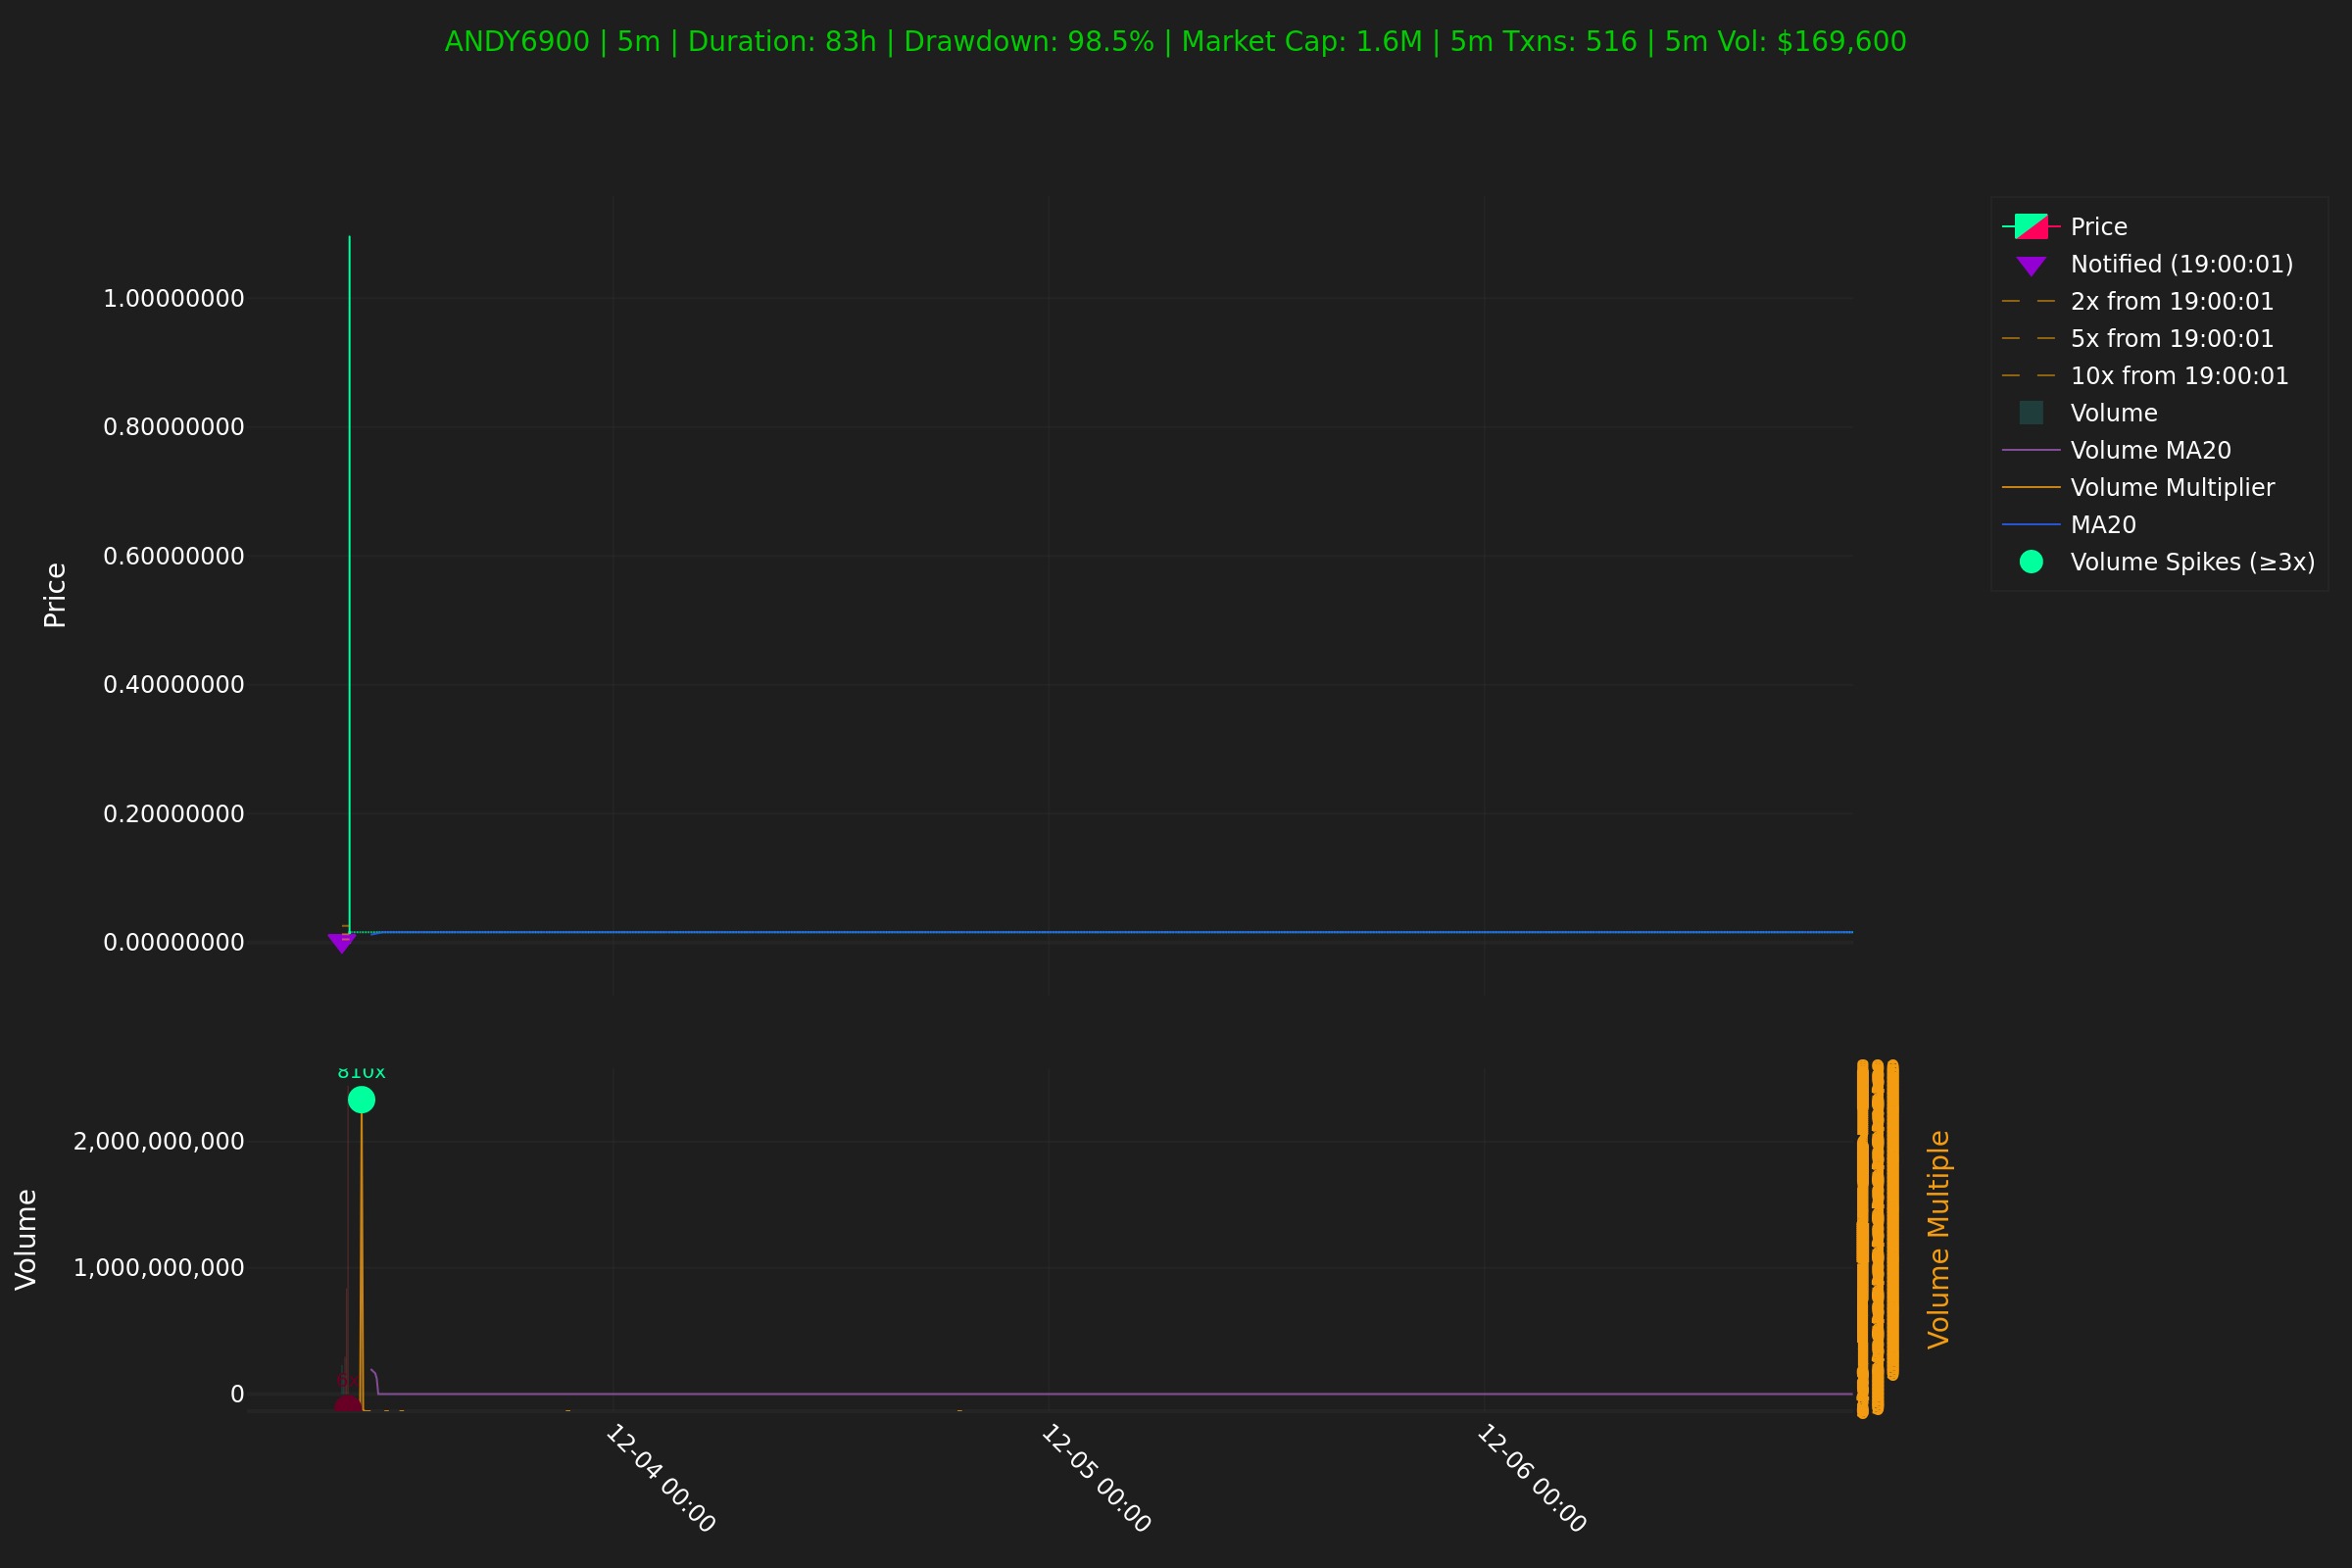 ANDY6900 | 5m | Duration: 83h | Drawdown: 98.5% | Market Cap: 1.6M | 5m Txns: 516 | 5m Vol: $169,600
Price
1.00000000
0.80000000
0.60000000
0.40000000
0.20000000
0.00000000
Price
Notified (19:00:01)
2x from 19:00:01
5x from 19:00:01
10x from 19:00:01
Volume
Volume MA20
Volume Multiplier
MA20
Volume Spikes (≥3x)
810x
Volume
2,000,000,000
1,000,000,000
0
Volume Multiple
12-04 00:00
12-05 00:00
12-06 00:00